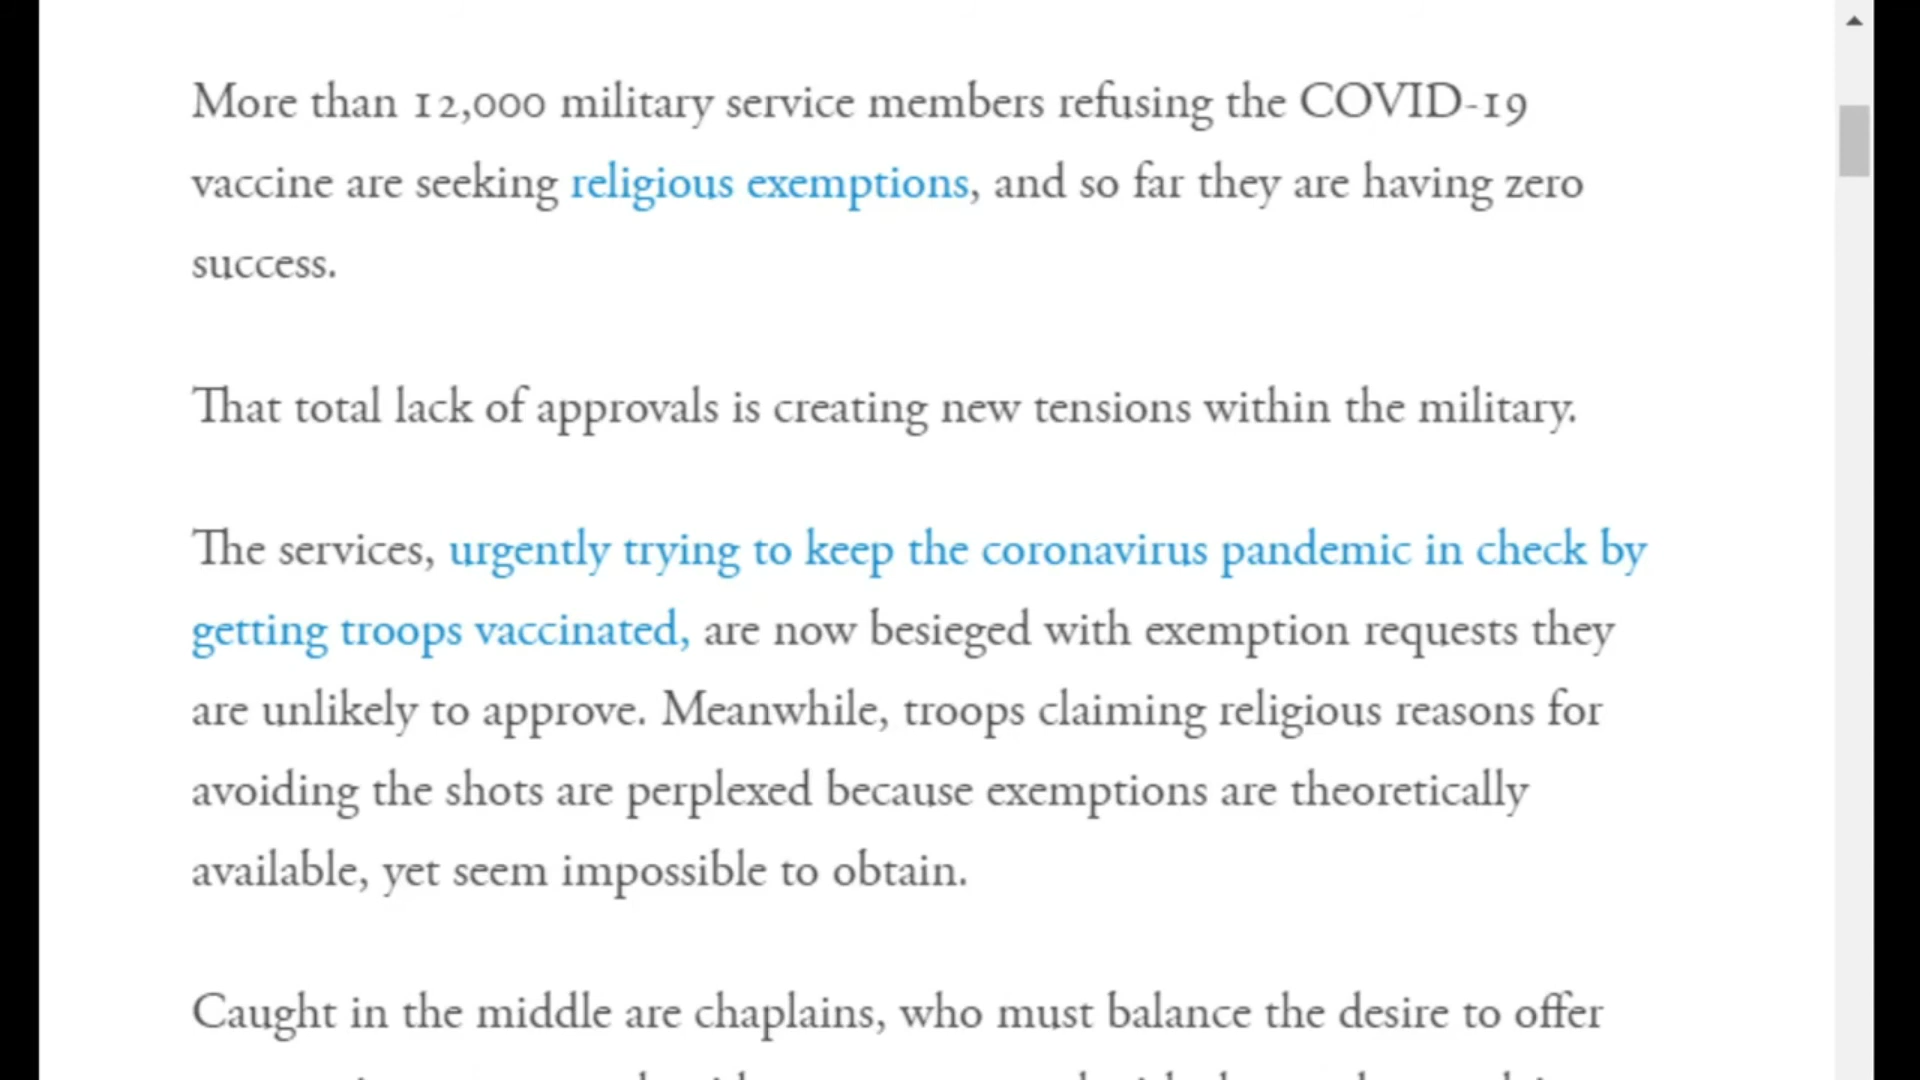 More than 12,000 military service members refusing the COVID-19
vaccine are seeking religious exemptions, and so far they are having zero
success.
That total lack of approvals is creating new tensions within the military.
The services, urgently trying to keep the coronavirus pandemic in check by
getting troops vaccinated, are now besieged with exemption requests they
are unlikely to approve. Meanwhile, troops claiming religious reasons for
avoiding the shots are perplexed because exemptions are theoretically
available, yet seem impossible to obtain.
Caught in the middle are chaplains, who must balance the desire to offer